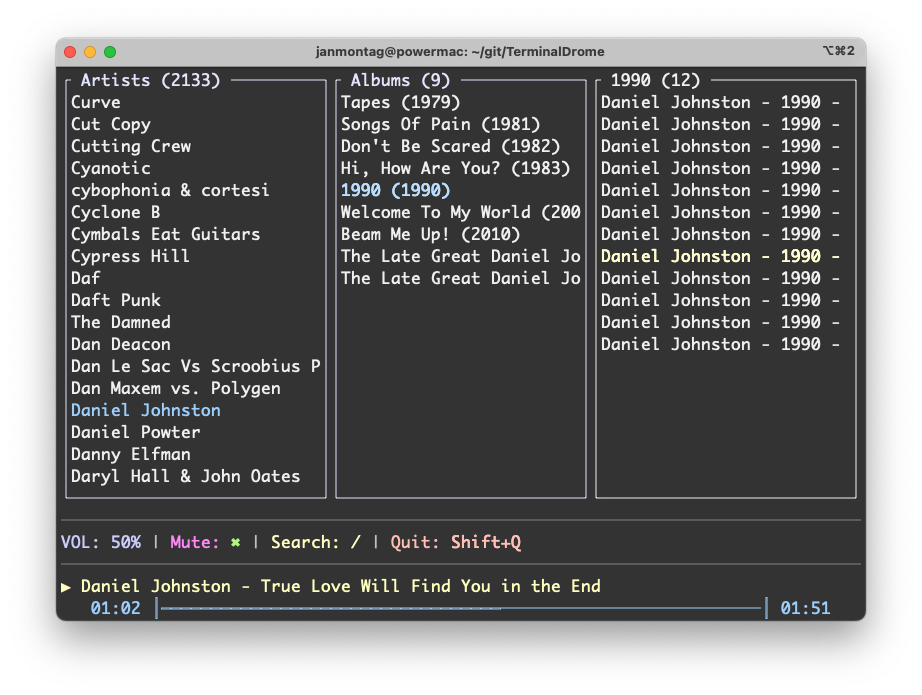 janmontag@powermac: ~/git/TerminalDrome
⌥⌘2
Artists (2133)
Curve
Cut Copy
Cutting Crew
Cyanotic
cybophonia & cortesi
Cyclone B
Cymbals Eat Guitars
Cypress Hill
Daf
Daft Punk
The Damned
Dan Deacon
Dan Le Sac Vs Scroobius P
Dan Maxem vs. Polygen
Daniel Johnston
Daniel Powter
Danny Elfman
Daryl Hall & John Oates
Albums (9)
Tapes (1979)
Songs Of Pain (1981)
Don't Be Scared (1982)
Hi, How Are You? (1983)
1990 (1990)
Welcome To My World (200
Beam Me Up! (2010)
The Late Great Daniel Jo
The Late Great Daniel Jo
1990 (12)
Daniel Johnston - 1990 -
Daniel Johnston - 1990 -
Daniel Johnston - 1990 -
Daniel Johnston - 1990 -
Daniel Johnston - 1990 -
Daniel Johnston - 1990 -
Daniel Johnston - 1990 -
Daniel Johnston - 1990 -
Daniel Johnston - 1990 -
Daniel Johnston - 1990 -
Daniel Johnston - 1990 -
Daniel Johnston - 1990 -
VOL: 50% | Mute: ✖ | Search: / | Quit: Shift+Q
▶ Daniel Johnston - True Love Will Find You in the End
01:02
01:51